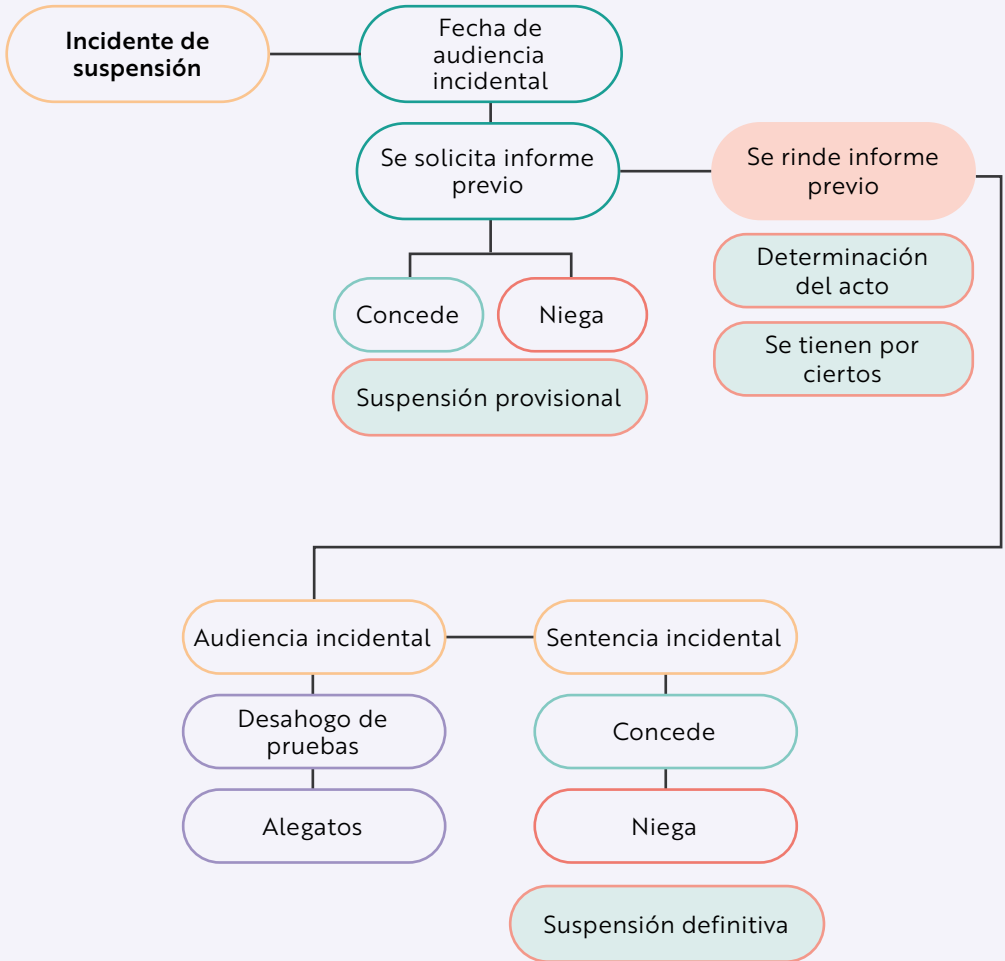 Incidente de
suspensión
Fecha de
audiencia
incidental
Se solicita informe
previo
Se rinde informe
previo
Determinación
del acto
Se tienen por
ciertos
Concede
Niega
Suspensión provisional
Audiencia incidental
Sentencia incidental
Desahogo de
pruebas
Concede
Alegatos
Niega
Suspensión definitiva